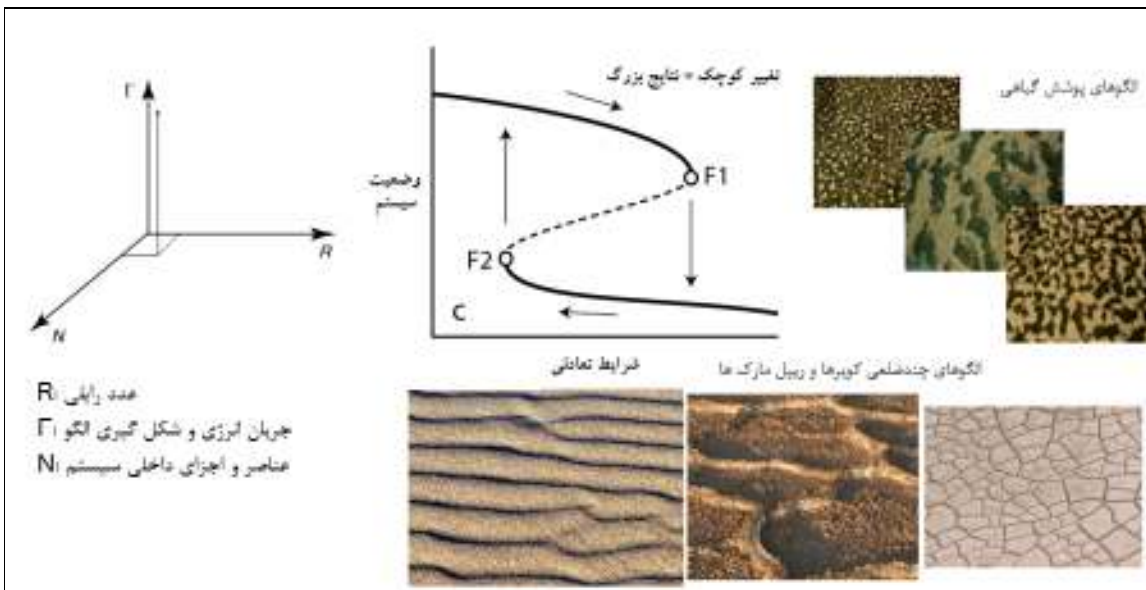 Γ
R
N
R: عدد رایلی
Γ: جریان انرژی و شکل گیری الگو
N: عناصر و اجزای داخلی سیستم
تغییر کوچک = نتایج بزرگ
وضعیت
سیستم
F1
F2
C
شرایط تعادلی
الگوهای پوشش گیاهی
الگوهای چندضلعی کویرها و ریپل مارک ها